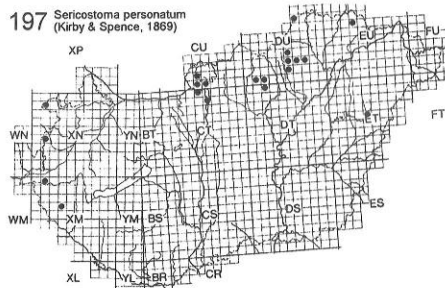 197 Sericostoma personatum
(Kirby & Spence, 1869)
XP CU DU EU FU
WN XN YN BT CT DT ET FT
WM XM YM BS CS DS ES
XL YL BR CR